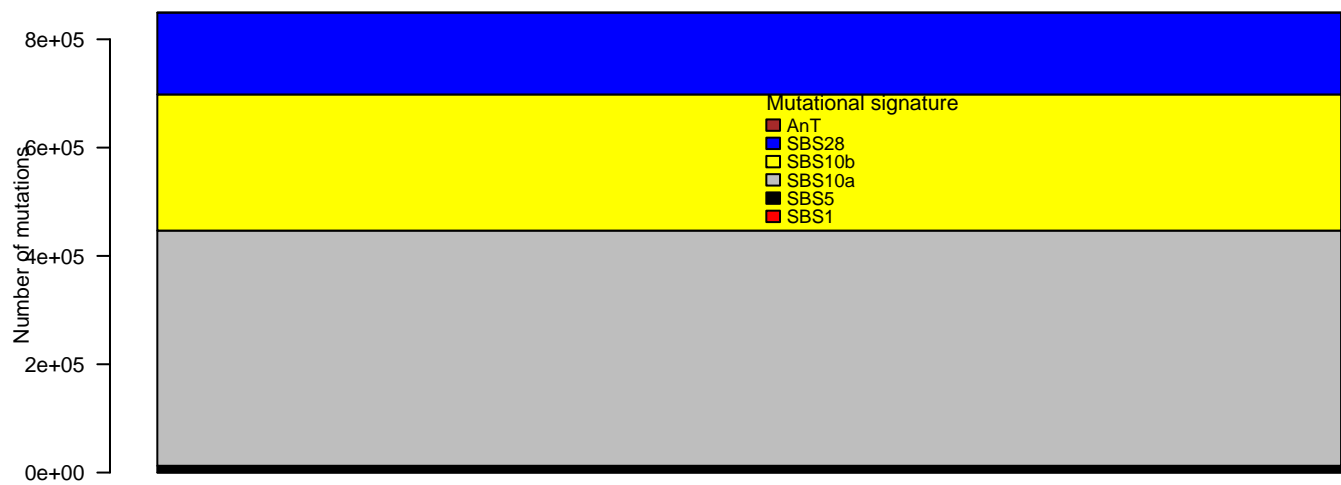 Number of mutations
8e+05
6e+05
4e+05
2e+05
0e+00
Mutational signature
AnT
SBS28
SBS10b
SBS10a
SBS5
SBS1